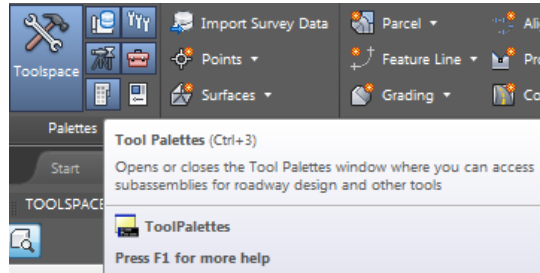 Import Survey Data
Parcel
Toolspace
Points
Feature Line
Surfaces
Grading
Palettes
Tool Palettes (Ctrl+3)
Start
Opens or closes the Tool Palettes window where you can access
subassemblies for roadway design and other tools
TOOLSPACE
ToolPalettes
Press F1 for more help